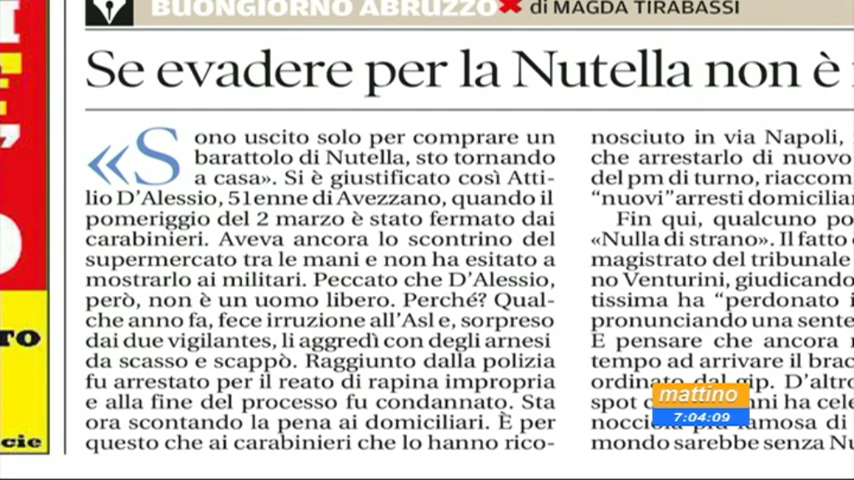 BUONGIORNO ABRUZZO
di MAGDA TIRABASSI
Se evadere per la Nutella non è
«Sono uscito solo per comprare un
barattolo di Nutella, sto tornando
a casa». Si è giustificato così Atti-
lio D'Alessio, 51enne di Avezzano, quando il
pomeriggio del 2 marzo è stato fermato dai
carabinieri. Aveva ancora lo scontrino del
supermercato tra le mani e non ha esitato a
mostrarlo ai militari. Peccato che D'Alessio,
però, non è un uomo libero. Perché? Qual-
che anno fa, fece irruzione all'Asl e, sorpreso
dai due vigilantes, li aggredì con degli arnesi
da scasso e scappò. Raggiunto dalla polizia
fu arrestato per il reato di rapina impropria
e alla fine del processo fu condannato. Sta
ora scontando la pena ai domiciliari. È per
questo che ai carabinieri che lo hanno rico-
nosciuto in via Napoli,
che arrestarlo di nuovo
del pm di turno, riaccom
"nuovi" arresti domiciliar
Fin qui, qualcuno po
«Nulla di strano». Il fatto
magistrato del tribunale
no Venturini, giudicando
tissima ha "perdonato i
pronunciando una sente
E pensare che ancora
tempo ad arrivare il brac
ordinato dal gip. D'altro
spot nni ha cele
nocciola più famosa di
mondo sarebbe senza Nu
mattino
7:04:09
TO
cie